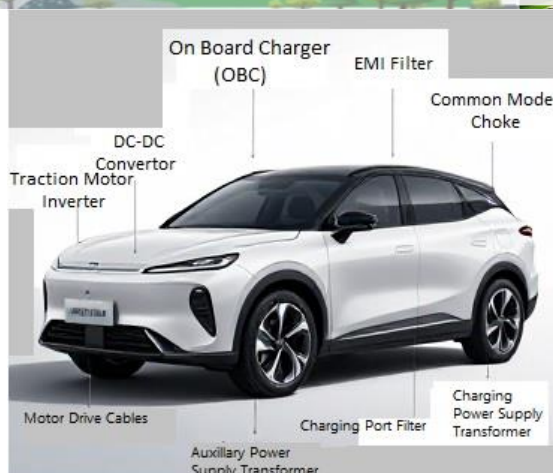 On Board Charger
(OBC)
EMI Filter
Common Mode
Choke
DC-DC
Convertor
Traction Motor
Inverter
Motor Drive Cables
Auxillary Power
Supply Transformer
Charging Port Filter
Charging
Power Supply
Transformer